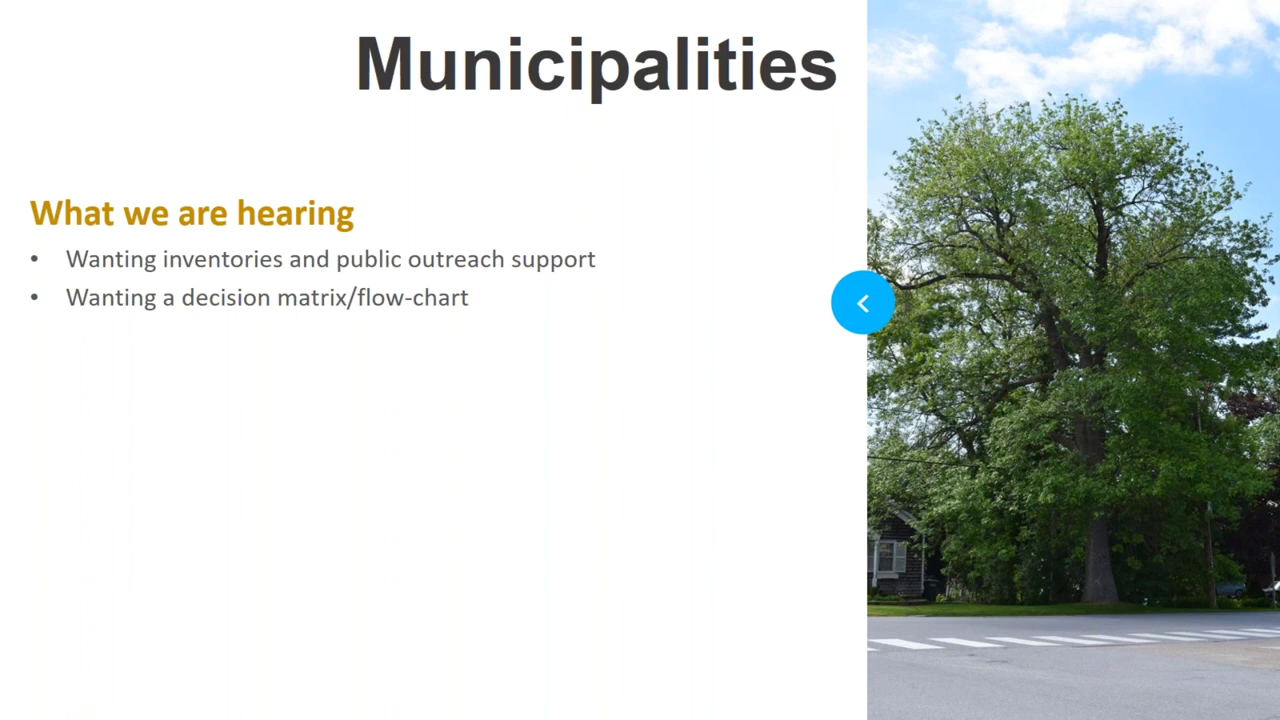 Municipalities
What we are hearing
• Wanting inventories and public outreach support
• Wanting a decision matrix/flow-chart